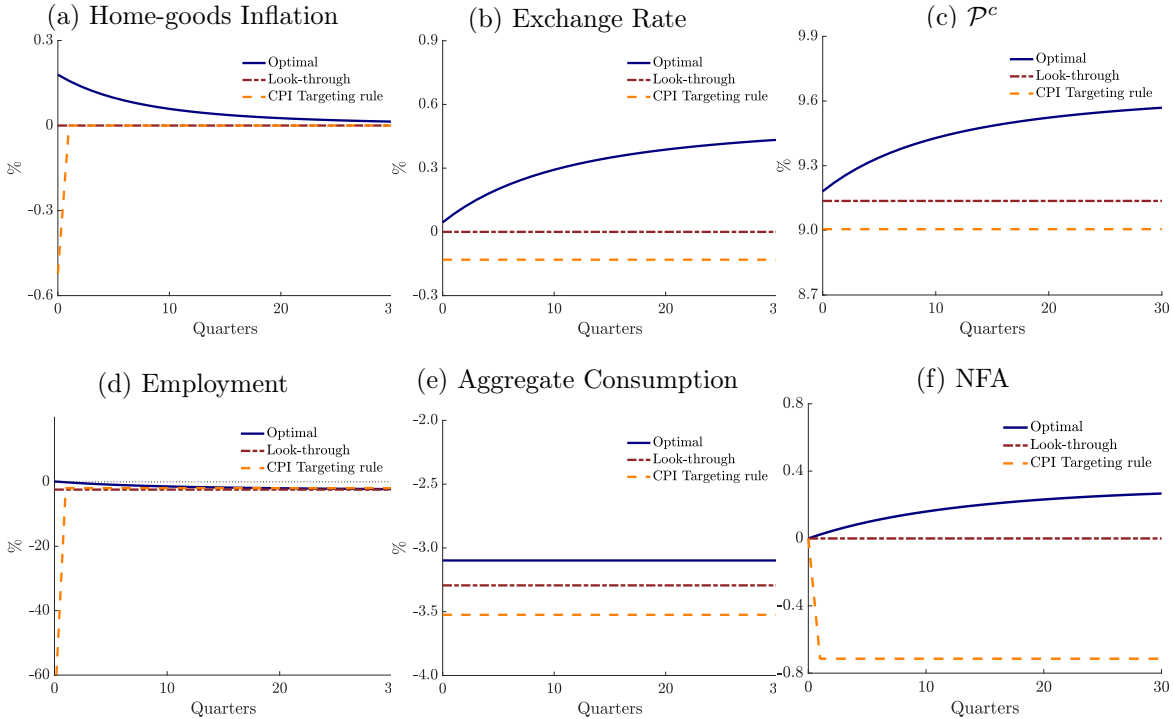 (a) Home-goods Inflation
0.3
0
-0.3
-0.6
%
Optimal
Look-through
CPI Targeting rule
0
10
20
3
Quarters
(b) Exchange Rate
0.9
0.6
0.3
0
-0.3
%
Optimal
Look-through
CPI Targeting rule
0
10
20
3
Quarters
(c) 𝒫ᶜ
9.9
9.6
9.3
9.0
8.7
%
Optimal
Look-through
CPI Targeting rule
0
10
20
30
Quarters
(d) Employment
0
-20
-40
-60
%
Optimal
Look-through
CPI Targeting rule
0
10
20
3
Quarters
(e) Aggregate Consumption
-2.0
-2.5
-3.0
-3.5
-4.0
%
Optimal
Look-through
CPI Targeting rule
0
10
20
3
Quarters
(f) NFA
0.8
0.4
0
-0.4
-0.8
%
Optimal
Look-through
CPI Targeting rule
0
10
20
30
Quarters